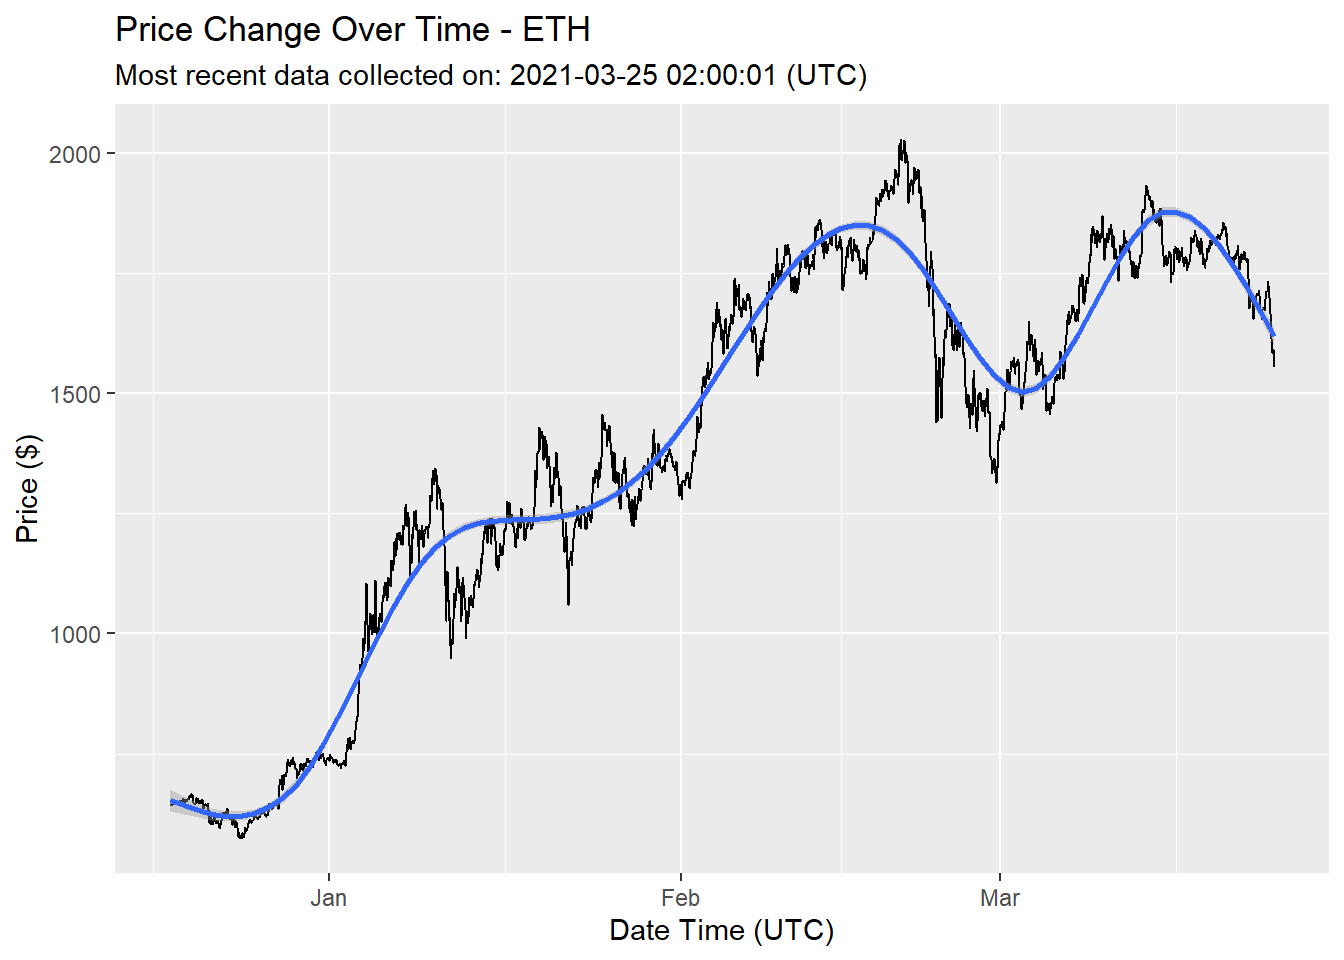 Price Change Over Time - ETH
Most recent data collected on: 2021-03-25 02:00:01 (UTC)
2000
1500
1000
Price ($)
Jan
Feb
Mar
Date Time (UTC)